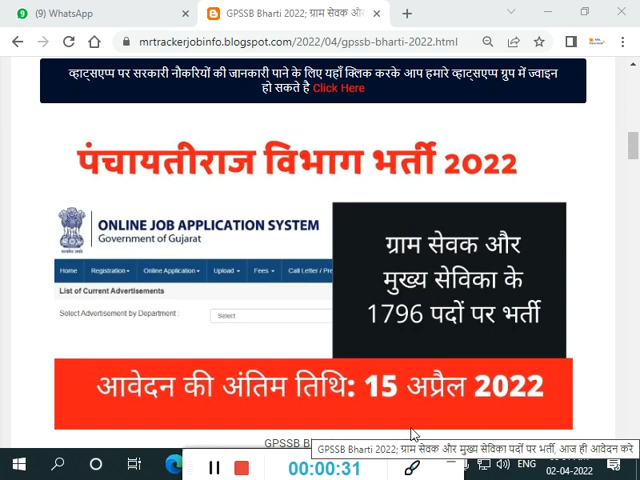 (9) WhatsApp
GPSSB Bharti 2022; ग्राम सेवक और
mrtrackerjobinfo.blogspot.com/2022/04/gpssb-bharti-2022.html
व्हाट्सएप्प पर सरकारी नौकरियों की जानकारी पाने के लिए यहाँ क्लिक करके आप हमारे व्हाट्सएप्प ग्रुप में ज्वाइन
हो सकते है Click Here
पंचायतीराज विभाग भर्ती 2022
ONLINE JOB APPLICATION SYSTEM
Government of Gujarat
Home Registration Online Application Upload Fees Call Letter / Pre
List of Current Advertisements
Select Advertisement by Department : Select
ग्राम सेवक और
मुख्य सेविका के
1796 पदों पर भर्ती
आवेदन की अंतिम तिथि: 15 अप्रैल 2022
GPSSB B
GPSSB Bharti 2022; ग्राम सेवक और मुख्य सेविका पदों पर भर्ती, आज ही आवेदन करे
00:00:31
02-04-2022